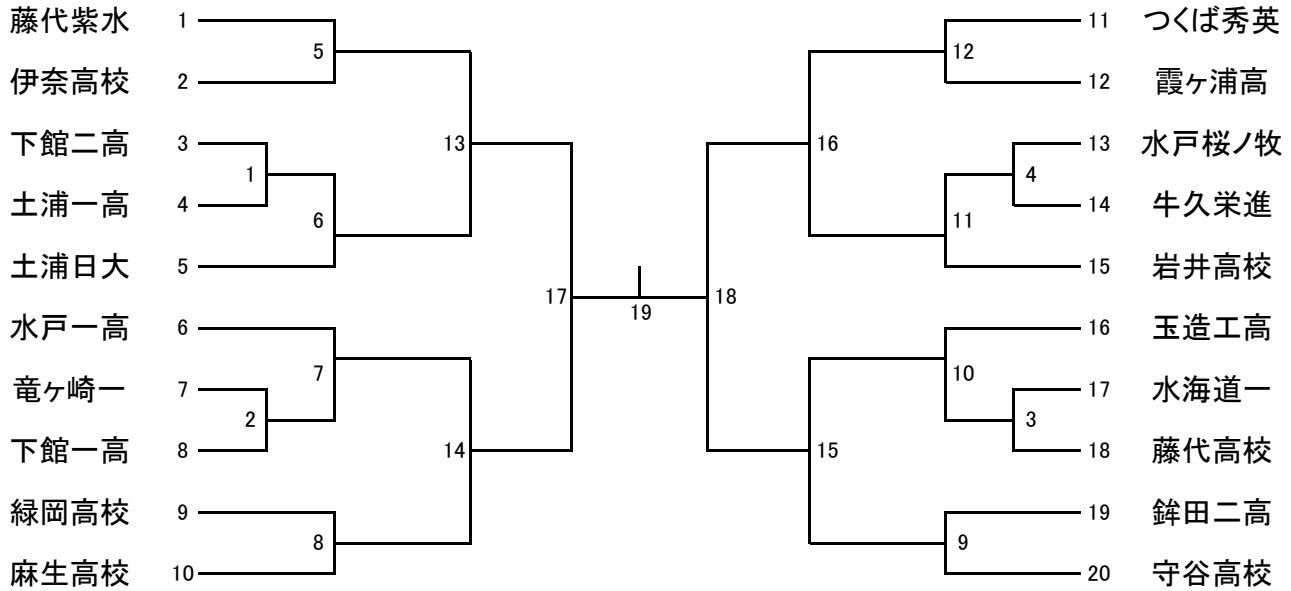 藤代紫水 1
伊奈高校 2
下館二高 3
土浦一高 4
土浦日大 5
水戸一高 6
竜ヶ崎一 7
下館一高 8
緑岡高校 9
麻生高校 10
5
1
6
7
2
8
13
14
17
19
18
16
15
12
4
11
10
3
9
11 つくば秀英
12 霞ヶ浦高
13 水戸桜ノ牧
14 牛久栄進
15 岩井高校
16 玉造工高
17 水海道一
18 藤代高校
19 鉾田二高
20 守谷高校